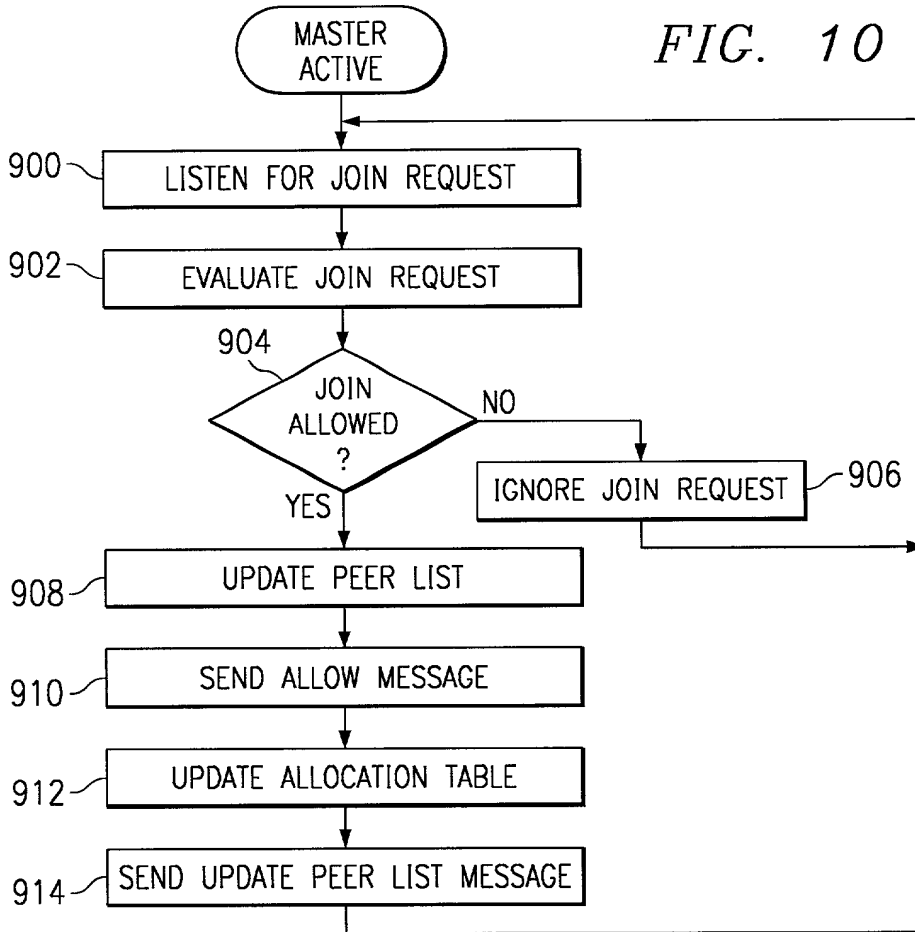 MASTER
ACTIVE
FIG. 10
900
LISTEN FOR JOIN REQUEST
902
EVALUATE JOIN REQUEST
904
JOIN
ALLOWED
?
NO
YES
IGNORE JOIN REQUEST
906
908
UPDATE PEER LIST
910
SEND ALLOW MESSAGE
912
UPDATE ALLOCATION TABLE
914
SEND UPDATE PEER LIST MESSAGE